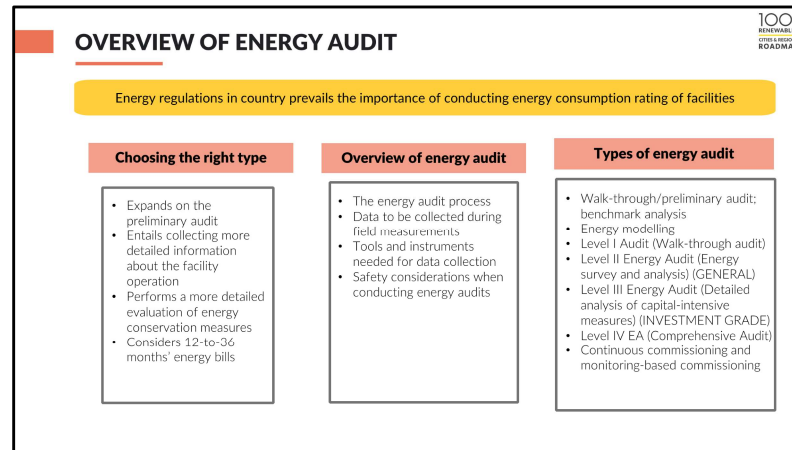 OVERVIEW OF ENERGY AUDIT
100
RENEWABL
CITIES & REGIO
ROADMA
Energy regulations in country prevails the importance of conducting energy consumption rating of facilities
Choosing the right type
• Expands on the
preliminary audit
• Entails collecting more
detailed information
about the facility
operation
• Performs a more detailed
evaluation of energy
conservation measures
• Considers 12-to-36
months' energy bills
Overview of energy audit
• The energy audit process
• Data to be collected during
field measurements
• Tools and instruments
needed for data collection
• Safety considerations when
conducting energy audits
Types of energy audit
• Walk-through/preliminary audit;
benchmark analysis
• Energy modelling
• Level I Audit (Walk-through audit)
• Level II Energy Audit (Energy
survey and analysis) (GENERAL)
• Level III Energy Audit (Detailed
analysis of capital-intensive
measures) (INVESTMENT GRADE)
• Level IV EA (Comprehensive Audit)
• Continuous commissioning and
monitoring-based commissioning